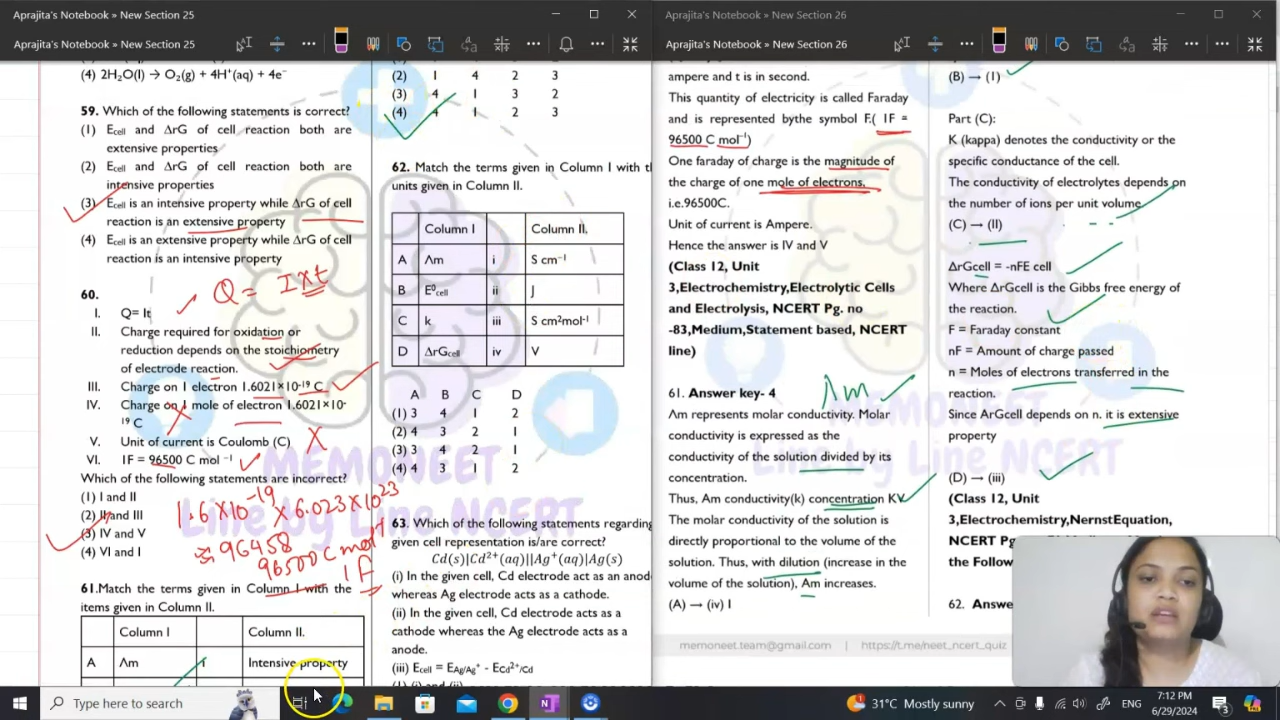 Aprajita's Notebook » New Section 25
Aprajita's Notebook » New Section 25
(4) 2H₂O(l) → O₂(g) + 4H⁺(aq) + 4e⁻
59. Which of the following statements is correct?
(1) Ecell and ΔrG of cell reaction both are
extensive properties
(2) Ecell and ΔrG of cell reaction both are
intensive properties
(3) Ecell is an intensive property while ΔrG of cell
reaction is an extensive property
(4) Ecell is an extensive property while ΔrG of cell
reaction is an intensive property
Q = I x t
60.
I. Q= It
II. Charge required for oxidation or
reduction depends on the stoichiometry
of electrode reaction.
III. Charge on 1 electron 1.6021×10⁻¹⁹ C
IV. Charge on 1 mole of electron 1.6021×10⁻
¹⁹ C
V. Unit of current is Coulomb (C)
VI. 1F = 96500 C mol⁻¹
Which of the following statements are incorrect?
(1) I and II
(2) II and III
(3) IV and V
(4) VI and I
1.6 x 10⁻¹⁹ x 6.023 x 10²³
≈ 96458
96500 C mol⁻¹
1F
61.Match the terms given in Column I with the
items given in Column II.
Column I Column II.
A Λm i Intensive property
(2) 1 4 2 3
(3) 4 1 3 2
(4) 4 1 2 3
62. Match the terms given in Column I with t
units given in Column II.
Column I Column II.
A Λm i S cm⁻¹
B E⁰cell ii J
C k iii S cm²mol⁻¹
D ΔrGcell iv V
A B C D
(1) 3 4 1 2
(2) 4 3 2 1
(3) 3 4 2 1
(4) 4 3 1 2
63. Which of the following statements regarding
given cell representation is/are correct?
Cd(s)|Cd²⁺(aq)||Ag⁺(aq)|Ag(s)
(i) In the given cell, Cd electrode act as an anod
whereas Ag electrode acts as a cathode.
(ii) In the given cell, Cd electrode acts as a
cathode whereas the Ag electrode acts as a
anode.
(iii) Ecell = EAg/Ag⁺ - ECd²⁺/Cd
MEMONEET
Line by Line NCERT
Aprajita's Notebook » New Section 26
Aprajita's Notebook » New Section 26
ampere and t is in second.
This quantity of electricity is called Faraday
and is represented bythe symbol F.( 1F =
96500 C mol⁻¹)
One faraday of charge is the magnitude of
the charge of one mole of electrons,
i.e.96500C.
Unit of current is Ampere.
Hence the answer is IV and V
(Class 12, Unit
3,Electrochemistry,Electrolytic Cells
and Electrolysis, NCERT Pg. no
-83,Medium,Statement based, NCERT
line)
61. Answer key- 4
Λm
Λm represents molar conductivity. Molar
conductivity is expressed as the
conductivity of the solution divided by its
concentration.
Thus, Am conductivity(k) concentration KV
The molar conductivity of the solution is
directly proportional to the volume of the
solution. Thus, with dilution (increase in the
volume of the solution), Am increases.
(A) → (iv) I
(B) → (I)
Part (C):
K (kappa) denotes the conductivity or the
specific conductance of the cell.
The conductivity of electrolytes depends on
the number of ions per unit volume.
(C) → (II)
ΔrGcell = -nFE cell
Where ΔrGcell is the Gibbs free energy of
the reaction.
F = Faraday constant
nF = Amount of charge passed
n = Moles of electrons transferred in the
reaction.
Since ArGcell depends on n. it is extensive
property
(D) → (iii)
(Class 12, Unit
3,Electrochemistry,NernstEquation,
NCERT Pg.
the Follow
62. Answe
MEMONEET
Line by Line NCERT
memoneet.team@gmail.com | https://t.me/neet_ncert_quiz
Type here to search
31°C Mostly sunny
ENG
7:12 PM
6/29/2024
3